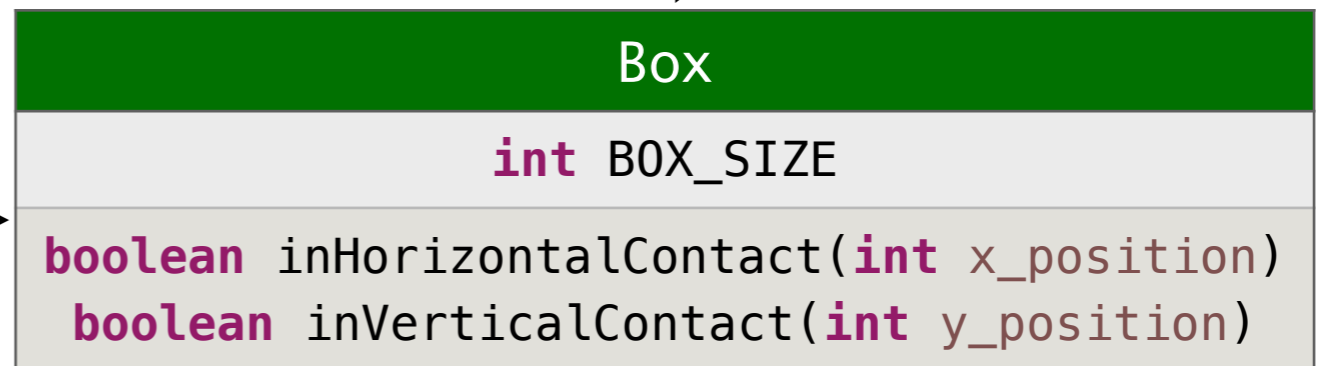 Box
int BOX_SIZE
boolean inHorizontalContact(int x_position)
boolean inVerticalContact(int y_position)